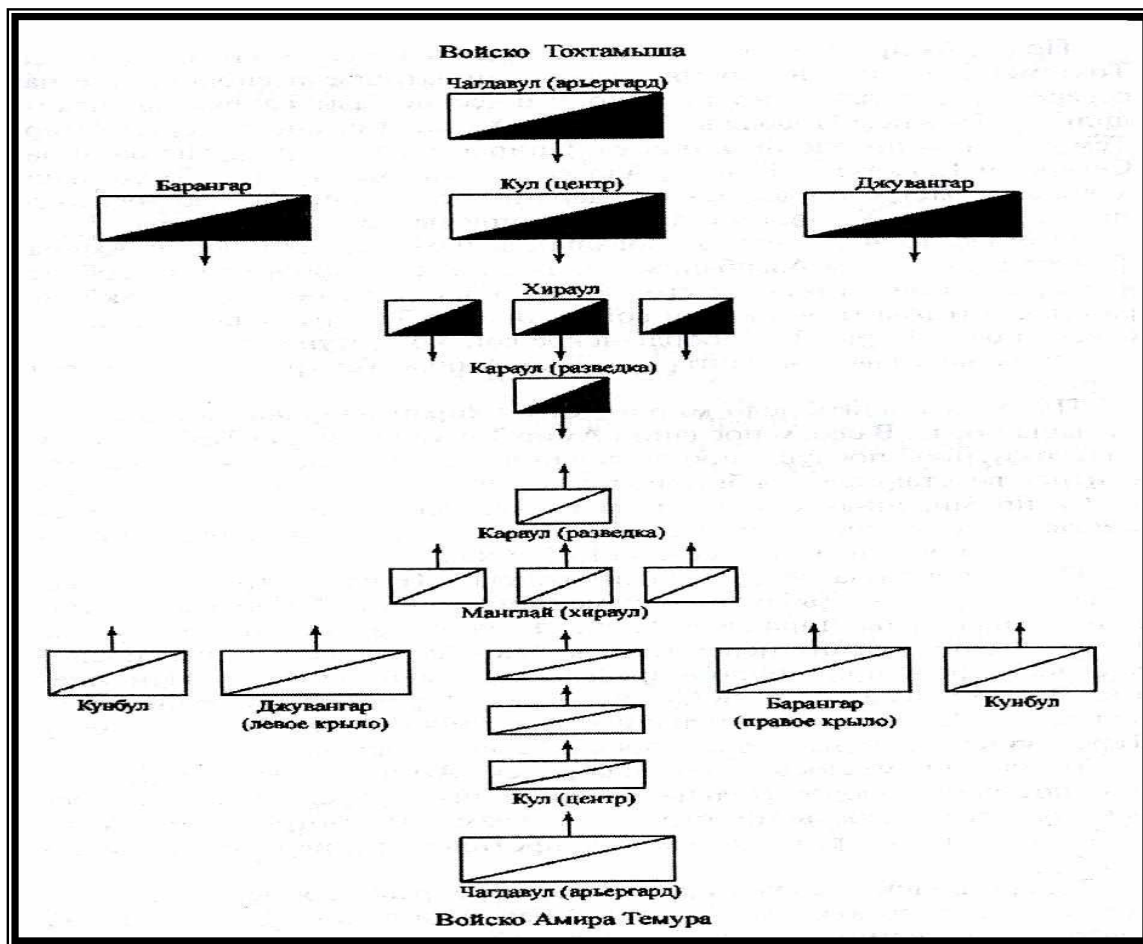 Войско Тохтамыша
Чагдавул (арьергард)
Барангар
Кул (центр)
Джувангар
Хираул
Караул (разведка)
Караул (разведка)
Манглай (хираул)
Кунбул
Джувангар
(левое крыло)
Барангар
(правое крыло)
Кунбул
Кул (центр)
Чагдавул (арьергард)
Войско Амира Темура